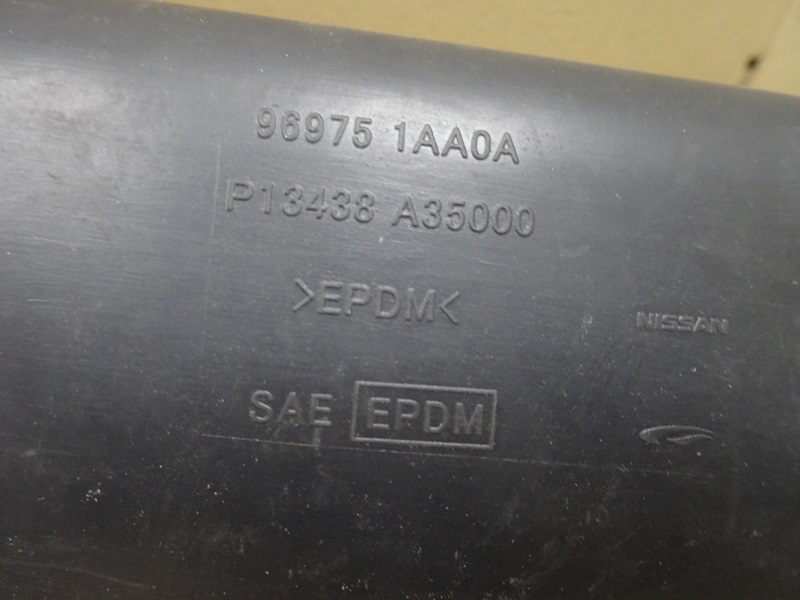 96975 1AA0A
P13438 A35000
>EPDM<
NISSAN
SAE EPDM